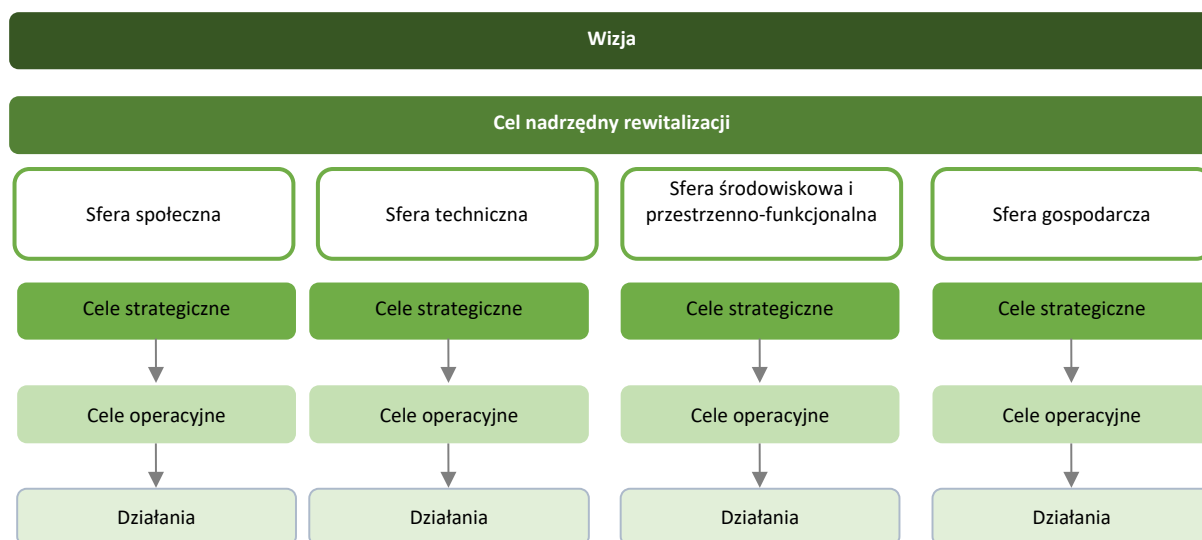 Wizja
Cel nadrzędny rewitalizacji
Sfera społeczna
Sfera techniczna
Sfera środowiskowa i
przestrzenno-funkcjonalna
Sfera gospodarcza
Cele strategiczne
Cele strategiczne
Cele strategiczne
Cele strategiczne
Cele operacyjne
Cele operacyjne
Cele operacyjne
Cele operacyjne
Działania
Działania
Działania
Działania